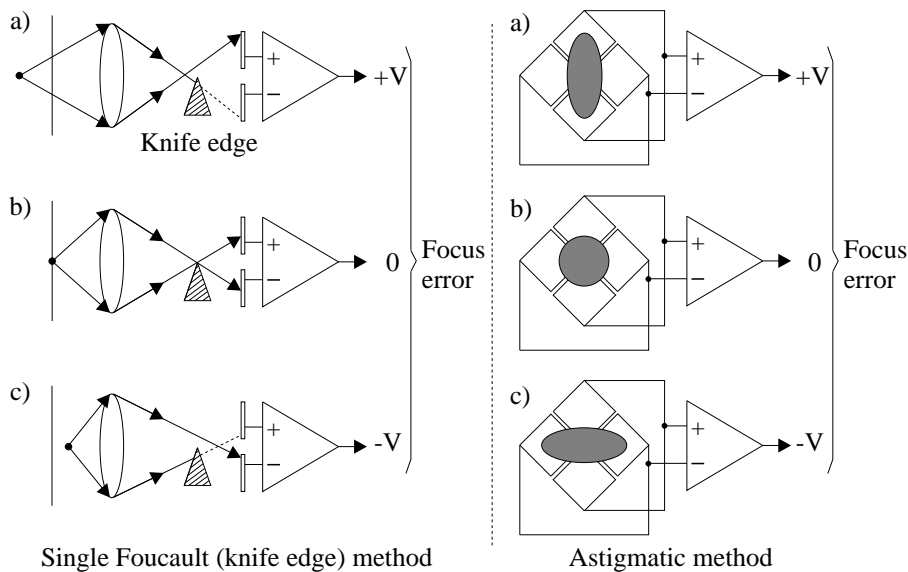 a)
+
−
+V
Knife edge
b)
+
−
0
Focus
error
c)
+
−
-V
Single Foucault (knife edge) method
a)
+
−
+V
b)
+
−
0
Focus
error
c)
+
−
-V
Astigmatic method